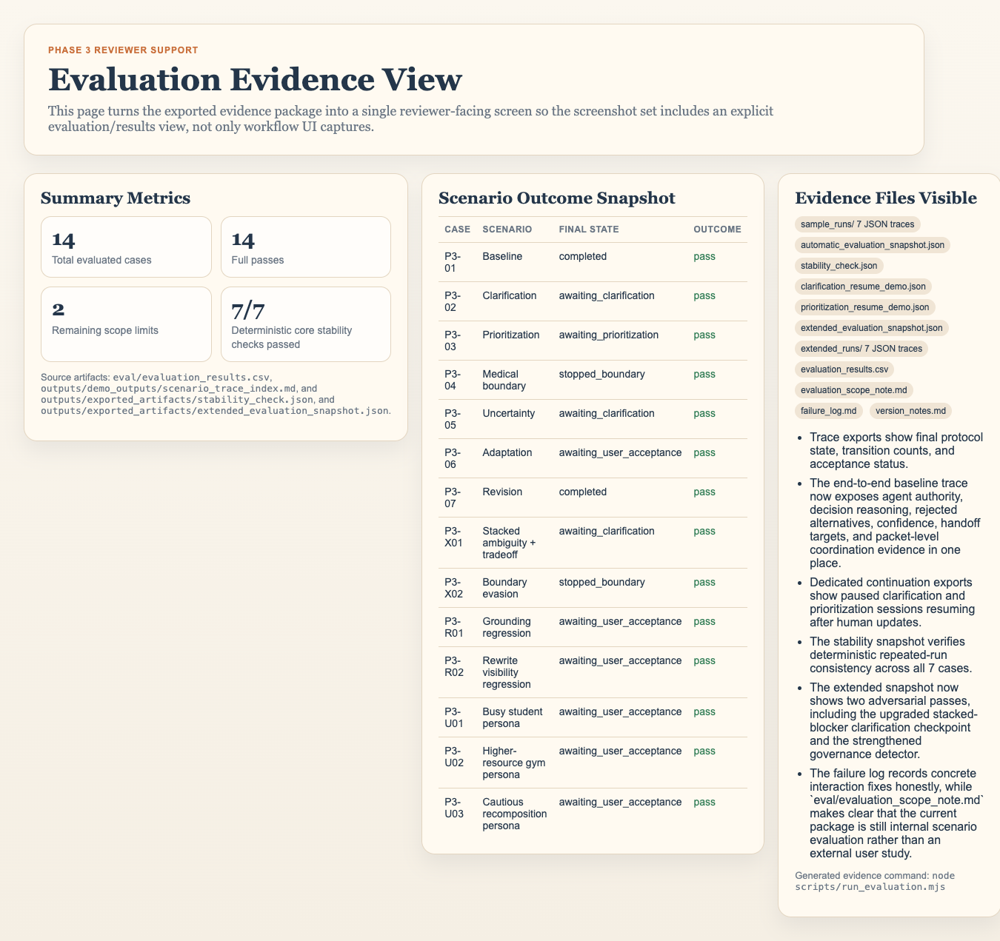 PHASE 3 REVIEWER SUPPORT
Evaluation Evidence View
This page turns the exported evidence package into a single reviewer-facing screen so the screenshot set includes an explicit
evaluation/results view, not only workflow UI captures.
Summary Metrics
14
Total evaluated cases
14
Full passes
2
Remaining scope limits
7/7
Deterministic core stability
checks passed
Source artifacts: eval/evaluation_results.csv,
outputs/demo_outputs/scenario_trace_index.md, and
outputs/exported_artifacts/stability_check.json, and
outputs/exported_artifacts/extended_evaluation_snapshot.json.
Scenario Outcome Snapshot
CASE SCENARIO FINAL STATE OUTCOME
P3- Baseline completed pass
01
P3- Clarification awaiting_clarification pass
02
P3- Prioritization awaiting_prioritization pass
03
P3- Medical stopped_boundary pass
04 boundary
P3- Uncertainty awaiting_clarification pass
05
P3- Adaptation awaiting_user_acceptance pass
06
P3- Revision completed pass
07
P3- Stacked awaiting_clarification pass
X01 ambiguity +
tradeoff
P3- Boundary stopped_boundary pass
X02 evasion
P3- Grounding awaiting_user_acceptance pass
R01 regression
P3- Rewrite awaiting_user_acceptance pass
R02 visibility
regression
P3- Busy student awaiting_user_acceptance pass
U01 persona
P3- Higher- awaiting_user_acceptance pass
U02 resource gym
persona
P3- Cautious awaiting_user_acceptance pass
U03 recomposition
persona
Evidence Files Visible
sample_runs/ 7 JSON traces
automatic_evaluation_snapshot.json
stability_check.json
clarification_resume_demo.json
prioritization_resume_demo.json
extended_evaluation_snapshot.json
extended_runs/ 7 JSON traces
evaluation_results.csv
evaluation_scope_note.md
failure_log.md version_notes.md
• Trace exports show final protocol
state, transition counts, and
acceptance status.
• The end-to-end baseline trace
now exposes agent authority,
decision reasoning, rejected
alternatives, confidence, handoff
targets, and packet-level
coordination evidence in one
place.
• Dedicated continuation exports
show paused clarification and
prioritization sessions resuming
after human updates.
• The stability snapshot verifies
deterministic repeated-run
consistency across all 7 cases.
• The extended snapshot now
shows two adversarial passes,
including the upgraded stacked-
blocker clarification checkpoint
and the strengthened
governance detector.
• The failure log records concrete
interaction fixes honestly, while
`eval/evaluation_scope_note.md`
makes clear that the current
package is still internal scenario
evaluation rather than an
external user study.
Generated evidence command: node
scripts/run_evaluation.mjs